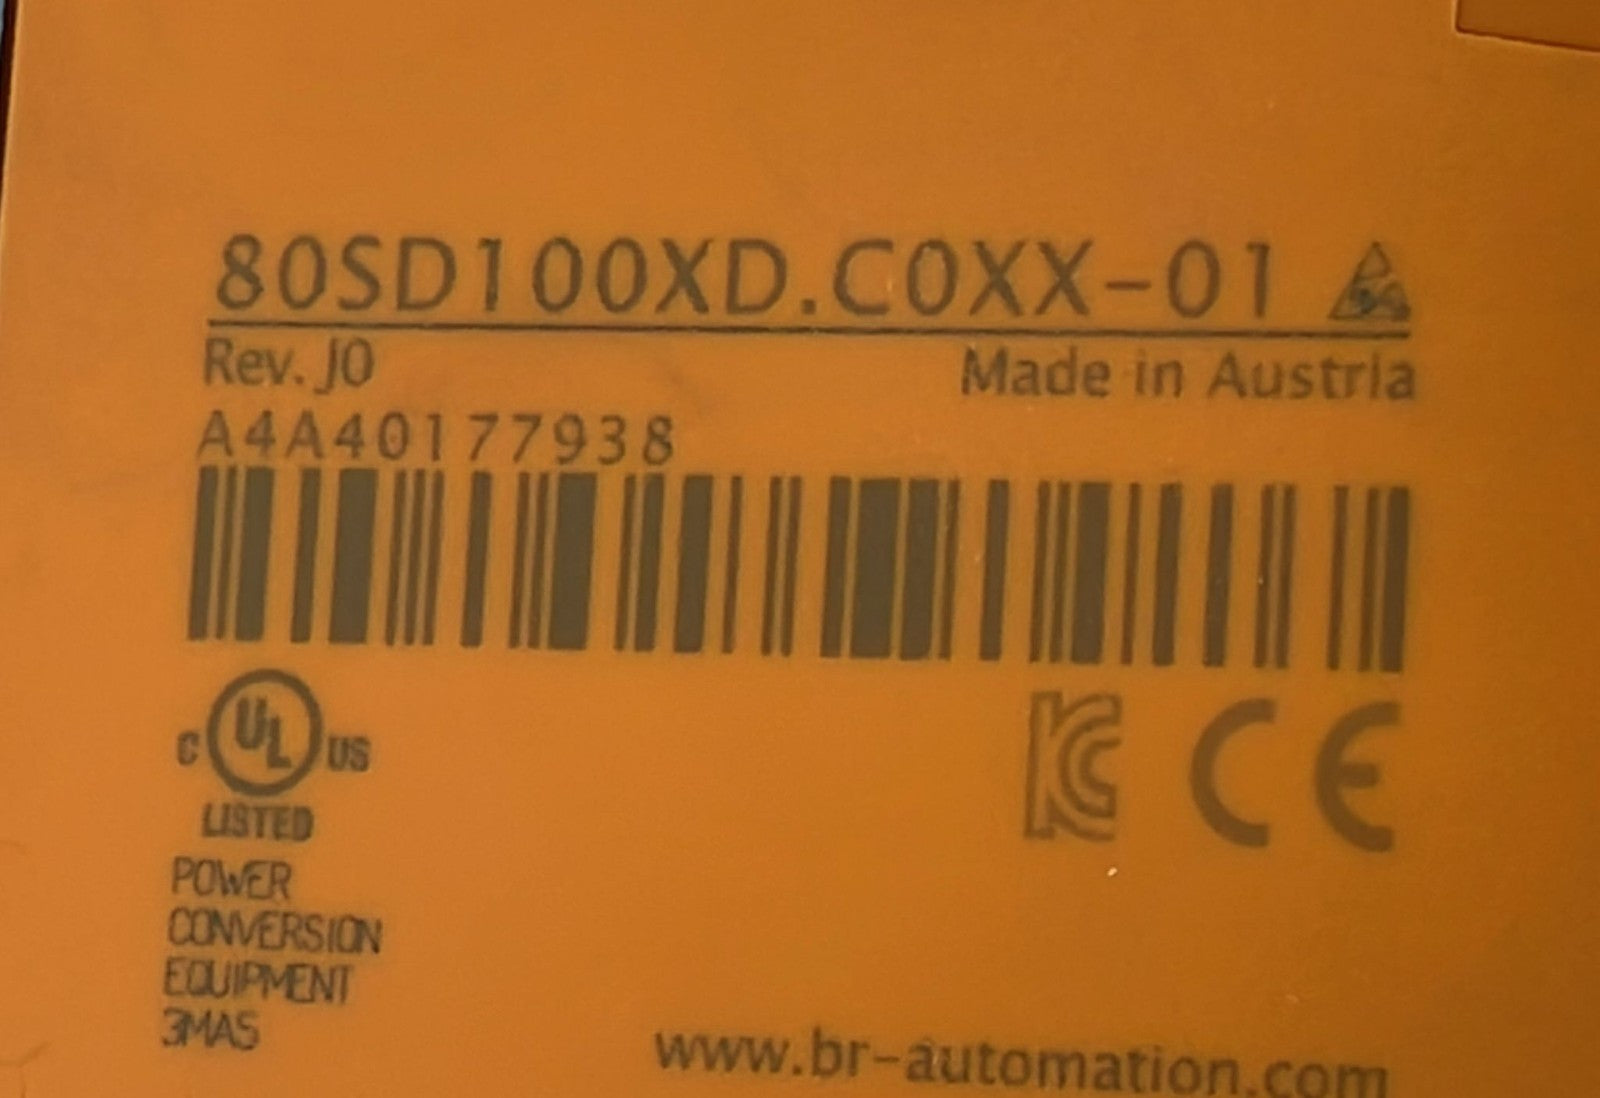 80SD100XD.C0XX-01
Rev. J0
Made in Austria
A4A40177938
C UL US
LISTED
KC CE
POWER
CONVERSION
EQUIPMENT
3MAS
www.br-automation.com